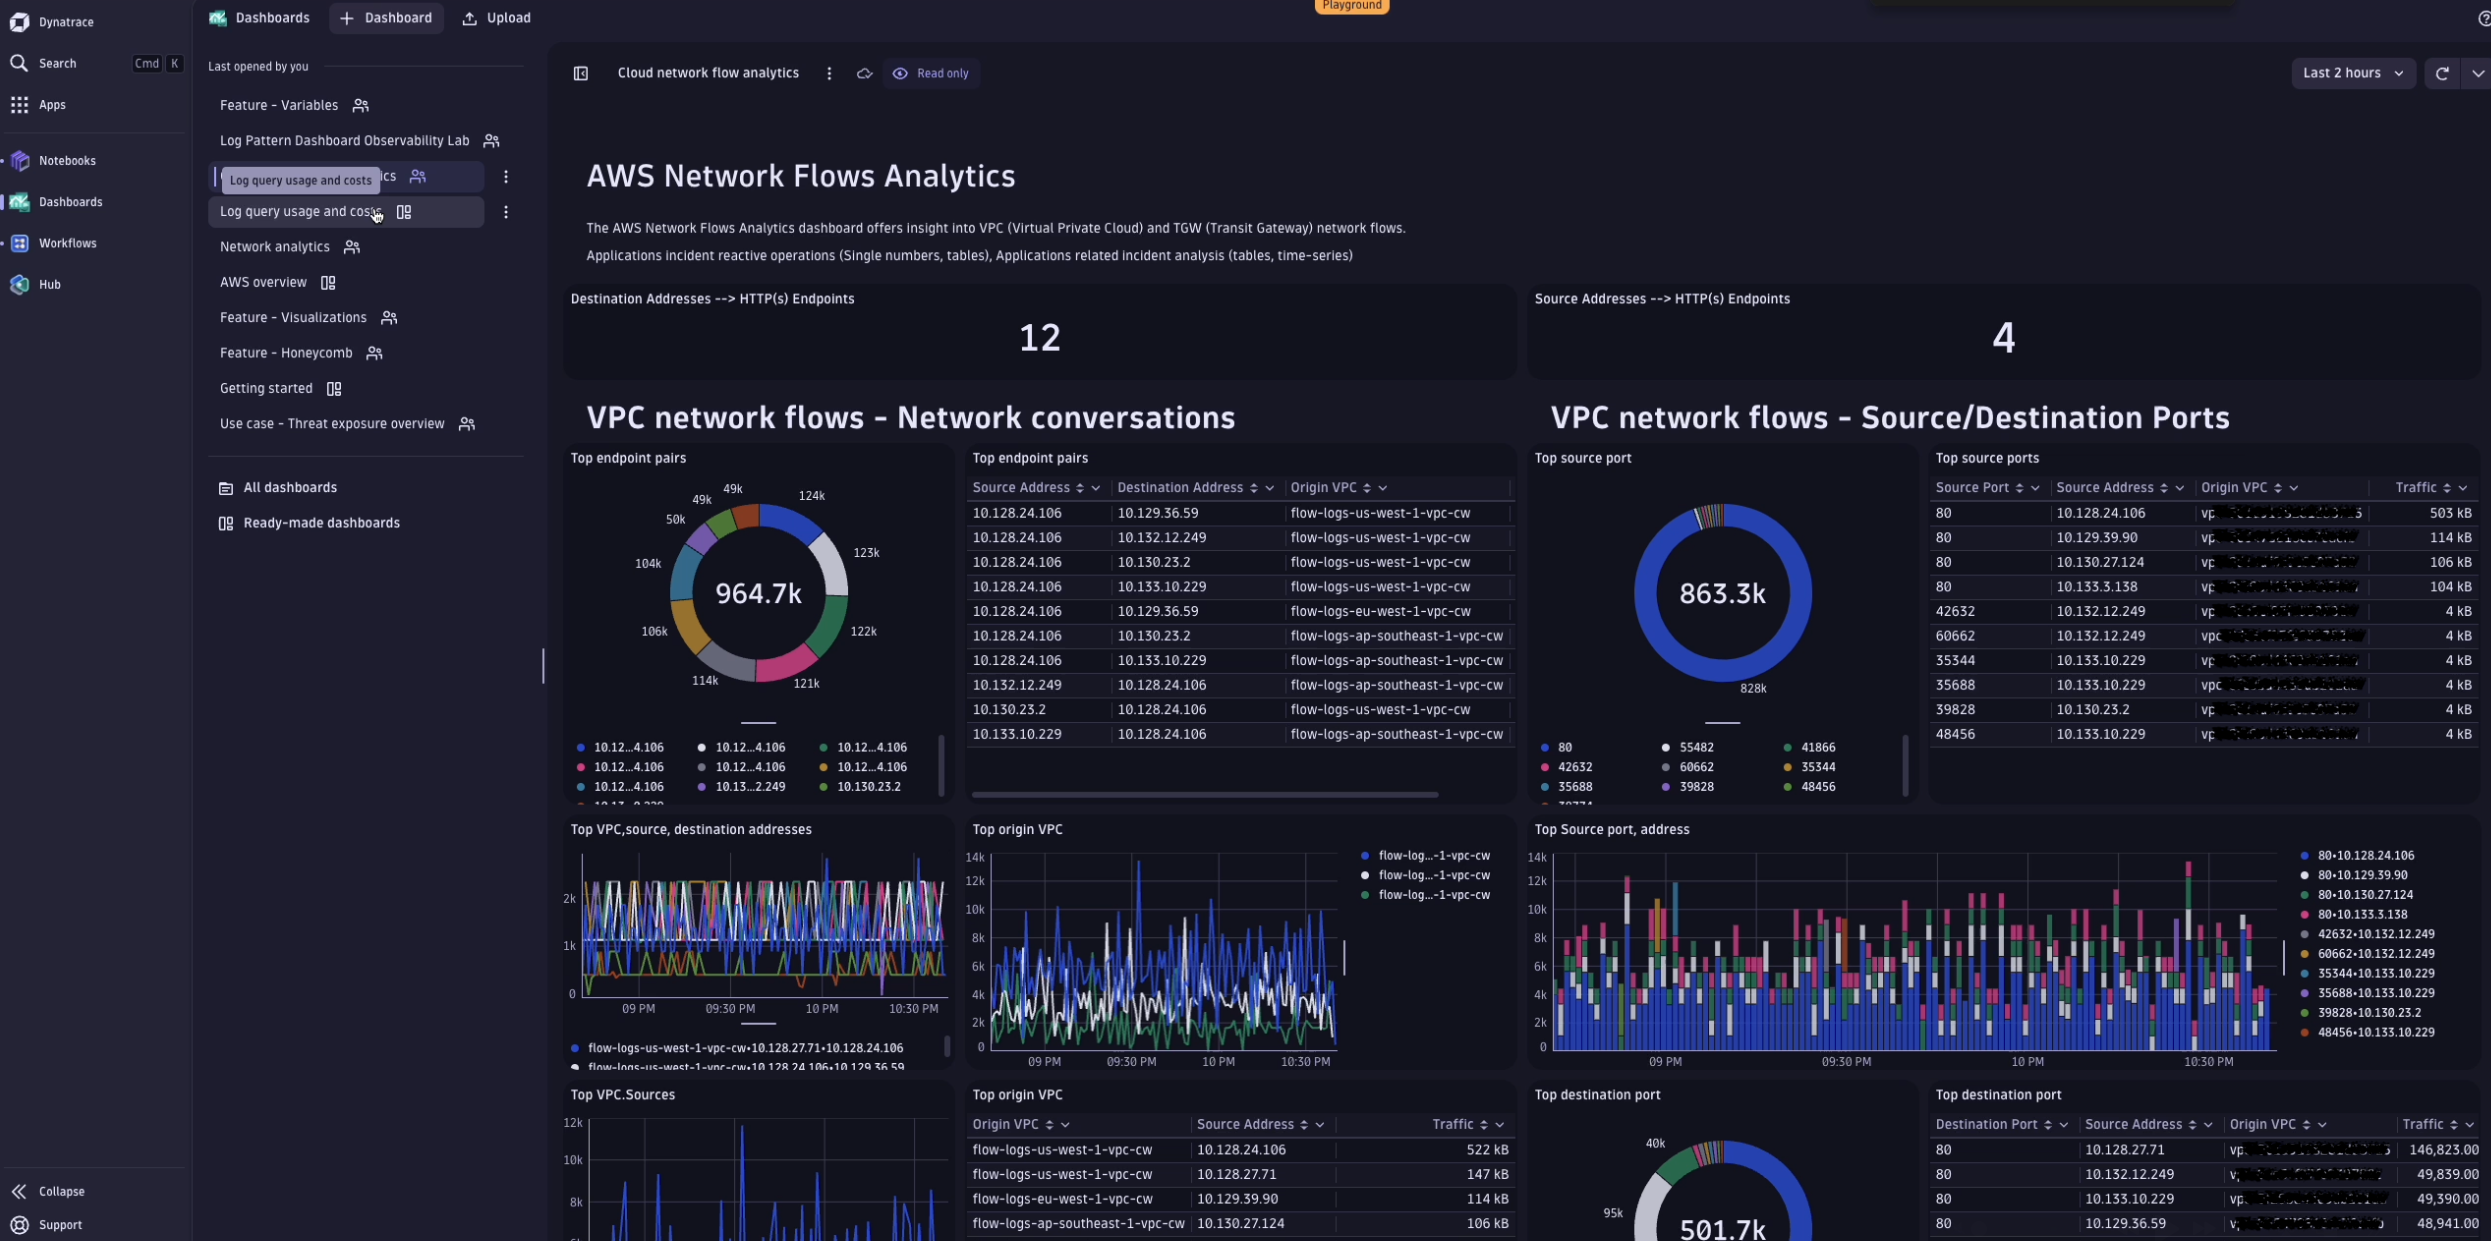 Dynatrace
Search Cmd K
Apps
Notebooks
Dashboards
Workflows
Hub
Collapse
Support
Dashboards Dashboard Upload
Playground
Last opened by you
Feature - Variables
Log Pattern Dashboard Observability Lab
Log query usage and costs
Log query usage and costs
Network analytics
AWS overview
Feature - Visualizations
Feature - Honeycomb
Getting started
Use case - Threat exposure overview
All dashboards
Ready-made dashboards
Cloud network flow analytics Read only
Last 2 hours
AWS Network Flows Analytics
The AWS Network Flows Analytics dashboard offers insight into VPC (Virtual Private Cloud) and TGW (Transit Gateway) network flows.
Applications incident reactive operations (Single numbers, tables), Applications related incident analysis (tables, time-series)
Destination Addresses --> HTTP(s) Endpoints
12
Source Addresses --> HTTP(s) Endpoints
4
VPC network flows - Network conversations
VPC network flows - Source/Destination Ports
Top endpoint pairs
49k 49k 124k
50k
123k
104k
964.7k
106k
122k
114k
121k
10.12...4.106 10.12...4.106 10.12...4.106
10.12...4.106 10.12...4.106 10.12...4.106
10.12...4.106 10.13...2.249 10.130.23.2
Top endpoint pairs
Source Address Destination Address Origin VPC
10.128.24.106 10.129.36.59 flow-logs-us-west-1-vpc-cw
10.128.24.106 10.132.12.249 flow-logs-us-west-1-vpc-cw
10.128.24.106 10.130.23.2 flow-logs-us-west-1-vpc-cw
10.128.24.106 10.133.10.229 flow-logs-us-west-1-vpc-cw
10.128.24.106 10.129.36.59 flow-logs-eu-west-1-vpc-cw
10.128.24.106 10.130.23.2 flow-logs-ap-southeast-1-vpc-cw
10.128.24.106 10.133.10.229 flow-logs-ap-southeast-1-vpc-cw
10.132.12.249 10.128.24.106 flow-logs-ap-southeast-1-vpc-cw
10.130.23.2 10.128.24.106 flow-logs-us-west-1-vpc-cw
10.133.10.229 10.128.24.106 flow-logs-ap-southeast-1-vpc-cw
Top source port
863.3k
828k
80 55482 41866
42632 60662 35344
35688 39828 48456
Top source ports
Source Port Source Address Origin VPC Traffic
80 10.128.24.106 503 kB
80 10.129.39.90 114 kB
80 10.130.27.124 106 kB
80 10.133.3.138 104 kB
42632 10.132.12.249 4 kB
60662 10.132.12.249 4 kB
35344 10.133.10.229 4 kB
35688 10.133.10.229 4 kB
39828 10.130.23.2 4 kB
48456 10.133.10.229 4 kB
Top VPC,source, destination addresses
2k
1k
0
09 PM 09:30 PM 10 PM 10:30 PM
flow-logs-us-west-1-vpc-cw•10.128.27.71•10.128.24.106
flow-logs-us-west-1-vpc-cw•10.128.24.106•10.129.36.59
Top origin VPC
14k
12k
10k
8k
6k
4k
2k
0
09 PM 09:30 PM 10 PM 10:30 PM
flow-log...-1-vpc-cw
flow-log...-1-vpc-cw
flow-log...-1-vpc-cw
Top Source port, address
14k
12k
10k
8k
6k
4k
2k
0
09 PM 09:30 PM 10 PM 10:30 PM
80•10.128.24.106
80•10.129.39.90
80•10.130.27.124
80•10.133.3.138
42632•10.132.12.249
60662•10.132.12.249
35344•10.133.10.229
35688•10.133.10.229
39828•10.130.23.2
48456•10.133.10.229
Top VPC.Sources
12k
10k
8k
Top origin VPC
Origin VPC Source Address Traffic
flow-logs-us-west-1-vpc-cw 10.128.24.106 522 kB
flow-logs-us-west-1-vpc-cw 10.128.27.71 147 kB
flow-logs-eu-west-1-vpc-cw 10.129.39.90 114 kB
flow-logs-ap-southeast-1-vpc-cw 10.130.27.124 106 kB
Top destination port
40k
95k
501.7k
Top destination port
Destination Port Source Address Origin VPC Traffic
80 10.128.27.71 146,823.00
80 10.132.12.249 49,839.00
80 10.133.10.229 49,390.00
80 10.129.36.59 48,941.00